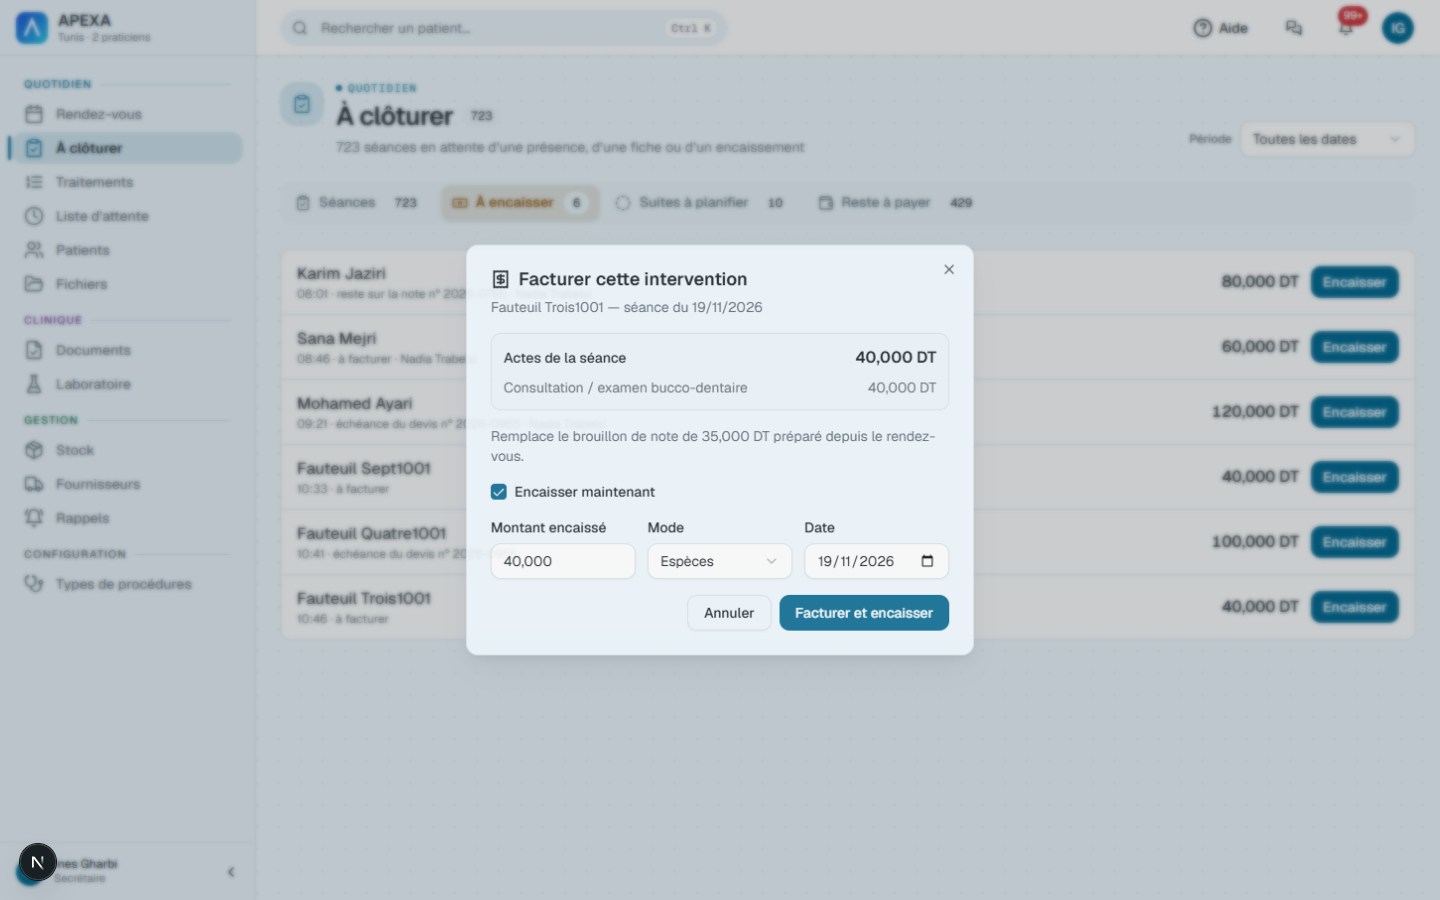 APEXA
Tunis · 2 praticiens
Rechercher un patient...
Ctrl K
Aide
99+
IG
QUOTIDIEN
Rendez-vous
À clôturer
Traitements
Liste d'attente
Patients
Fichiers
CLINIQUE
Documents
Laboratoire
GESTION
Stock
Fournisseurs
Rappels
CONFIGURATION
Types de procédures
nes Gharbi
Secrétaire
QUOTIDIEN
À clôturer 723
723 séances en attente d'une présence, d'une fiche ou d'un encaissement
Période
Toutes les dates
Séances 723
À encaisser 6
Suites à planifier 10
Reste à payer 429
Karim Jaziri
08:01 · reste sur la note n°
80,000 DT
Encaisser
Sana Mejri
08:46 · à facturer · Nadia
60,000 DT
Encaisser
Mohamed Ayari
09:21 · échéance du devis n°
120,000 DT
Encaisser
Fauteuil Sept1001
10:33 · à facturer
40,000 DT
Encaisser
Fauteuil Quatre1001
10:41 · échéance du devis n°
100,000 DT
Encaisser
Fauteuil Trois1001
10:46 · à facturer
40,000 DT
Encaisser
Facturer cette intervention
Fauteuil Trois1001 — séance du 19/11/2026
Actes de la séance 40,000 DT
Consultation / examen bucco-dentaire 40,000 DT
Remplace le brouillon de note de 35,000 DT préparé depuis le rendez-
vous.
Encaisser maintenant
Montant encaissé Mode Date
40,000 Espèces 19/11/2026
Annuler Facturer et encaisser